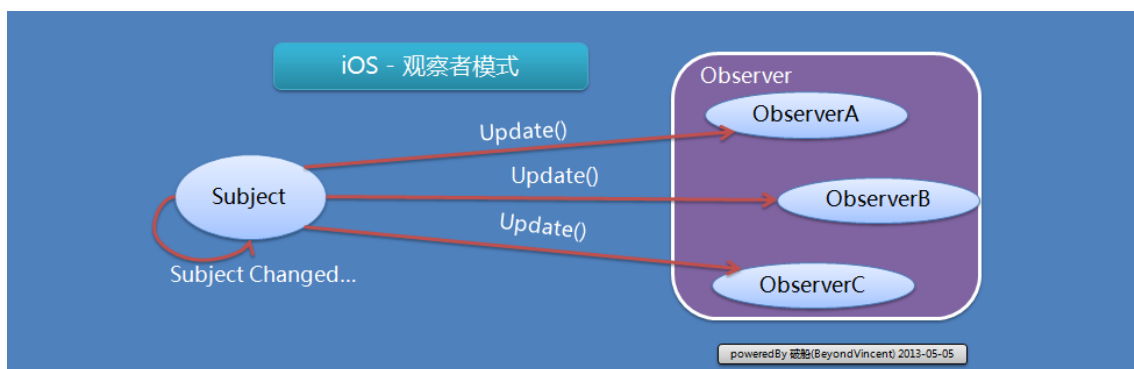 iOS - 观察者模式
Observer
ObserverA
Update()
Update()
Subject
ObserverB
Update()
Subject Changed...
ObserverC
poweredBy 破船(BeyondVincent) 2013-05-05